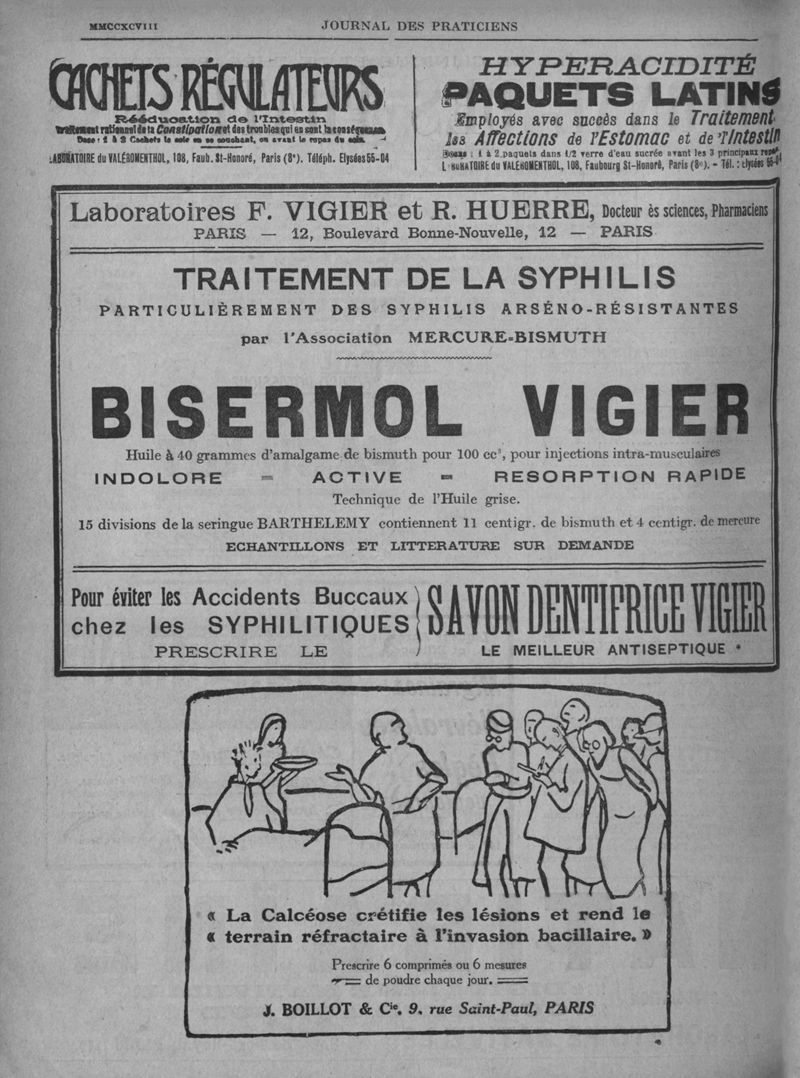 MMCCXCVIII
JOURNAL DES PRATICIENS
CACHETS RÉGULATEURS
Rééducation de l'Intestin
Traitement rationnel de la Constipation et des troubles qui en sont la conséquence
Dose : 1 à 2 Cachets le soir en se couchant, ou avant le repas du soir.
LABORATOIRE du VALÉROMENTHOL, 108, Faub. St-Honoré, Paris (8e). Téléph. Elysées 55-04
HYPERACIDITÉ
PAQUETS LATINS
Employés avec succès dans le Traitement
les Affections de l'Estomac et de l'Intestin
Doses : 1 à 2 paquets dans 1/2 verre d'eau sucrée avant les 3 principaux repas
LABORATOIRE du VALÉROMENTHOL, 108, Faubourg St-Honoré, PARIS (8e). - Tél. : Elysées 55-04
Laboratoires F. VIGIER et R. HUERRE, Docteur ès sciences, Pharmaciens
PARIS — 12, Boulevard Bonne-Nouvelle, 12 — PARIS
TRAITEMENT DE LA SYPHILIS
PARTICULIÈREMENT DES SYPHILIS ARSÉNO-RÉSISTANTES
par l'Association MERCURE-BISMUTH
BISERMOL VIGIER
Huile à 40 grammes d'amalgame de bismuth pour 100 cc³, pour injections intra-musculaires
INDOLORE = ACTIVE = RESORPTION RAPIDE
Technique de l'Huile grise.
15 divisions de la seringue BARTHELEMY contiennent 11 centigr. de bismuth et 4 centigr. de mercure
ECHANTILLONS ET LITTERATURE SUR DEMANDE
Pour éviter les Accidents Buccaux
chez les SYPHILITIQUES
PRESCRIRE LE
SAVON DENTIFRICE VIGIER
LE MEILLEUR ANTISEPTIQUE
« La Calcéose crétifie les lésions et rend le
« terrain réfractaire à l'invasion bacillaire. »
Prescrire 6 comprimés ou 6 mesures
de poudre chaque jour.
J. BOILLOT & Cie, 9, rue Saint-Paul, PARIS